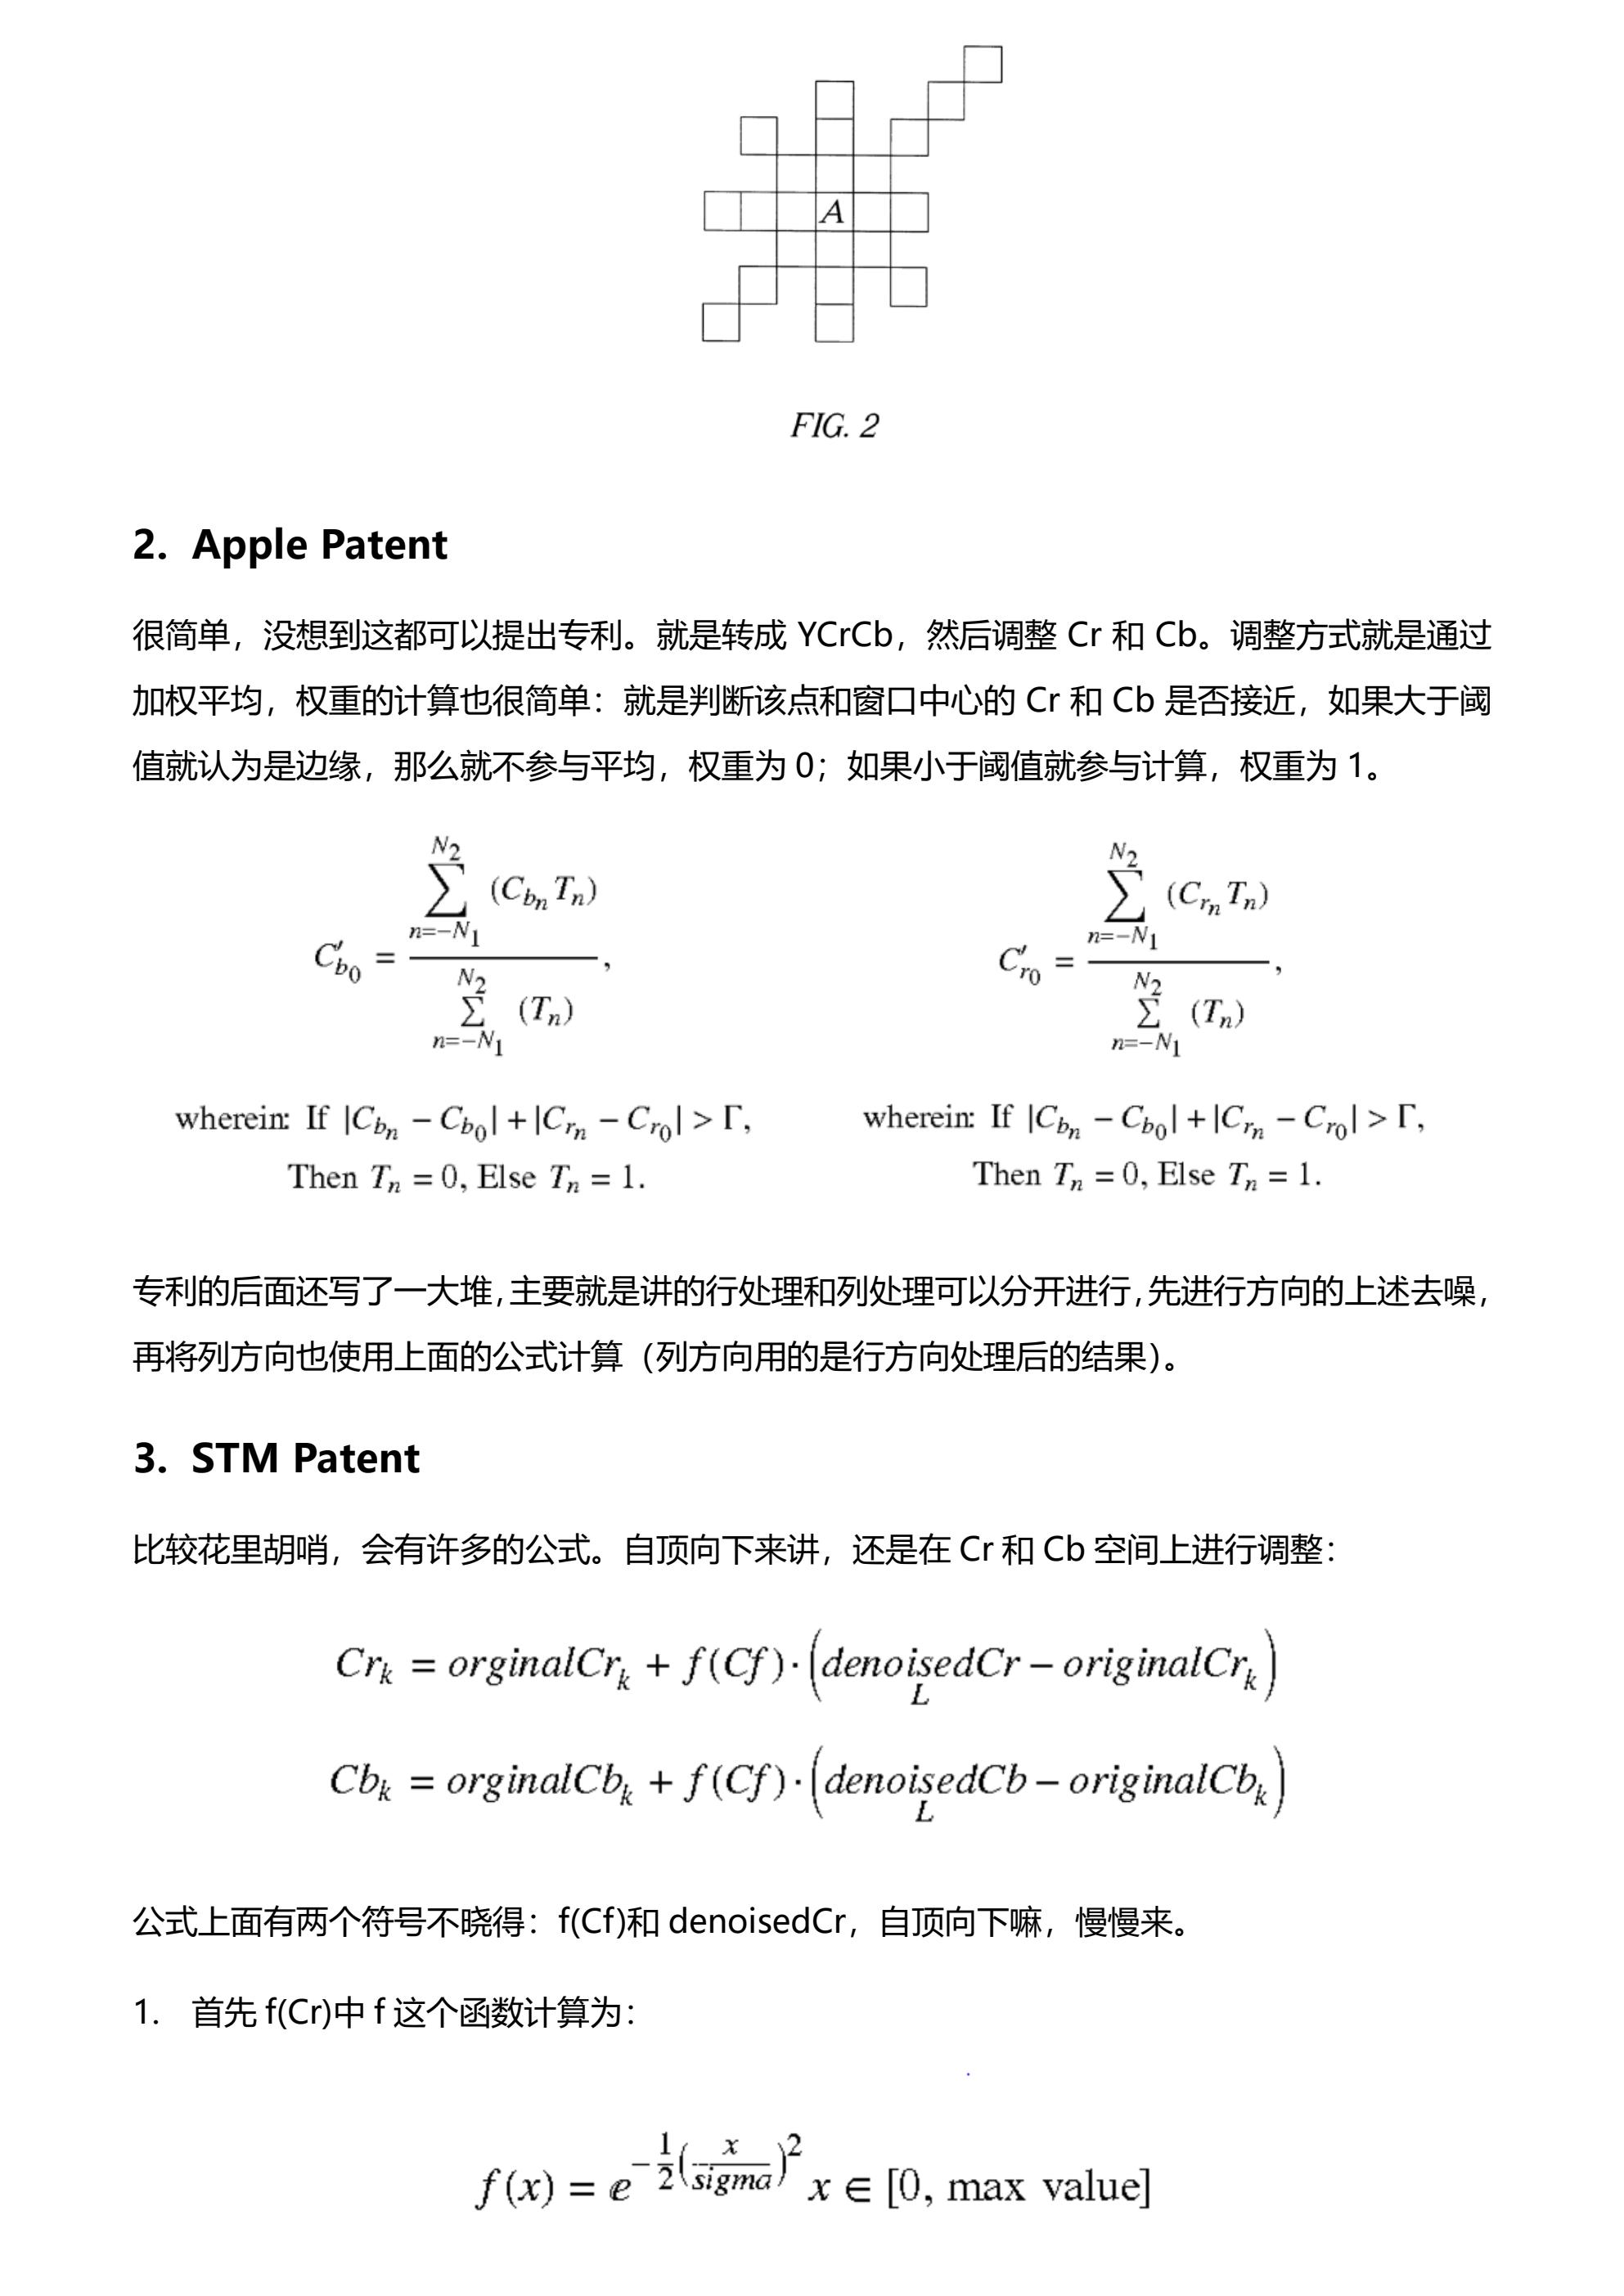 A
FIG. 2
2. Apple Patent
很简单，没想到这都可以提出专利。就是转成 YCrCb，然后调整 Cr 和 Cb。调整方式就是通过
加权平均，权重的计算也很简单：就是判断该点和窗口中心的 Cr 和 Cb 是否接近，如果大于阈
值就认为是边缘，那么就不参与平均，权重为 0；如果小于阈值就参与计算，权重为 1。
C′_{b_0} = \frac{\sum_{n=-N_1}^{N_2} (C_{b_n} T_n)}{\sum_{n=-N_1}^{N_2} (T_n)},
wherein: If |C_{b_n} − C_{b_0}| + |C_{r_n} − C_{r_0}| > Γ,
Then T_n = 0, Else T_n = 1.
C′_{r_0} = \frac{\sum_{n=-N_1}^{N_2} (C_{r_n} T_n)}{\sum_{n=-N_1}^{N_2} (T_n)},
wherein: If |C_{b_n} − C_{b_0}| + |C_{r_n} − C_{r_0}| > Γ,
Then T_n = 0, Else T_n = 1.
专利的后面还写了一大堆，主要就是讲的行处理和列处理可以分开进行，先进行方向的上述去噪，
再将列方向也使用上面的公式计算（列方向用的是行方向处理后的结果）。
3. STM Patent
比较花里胡哨，会有许多的公式。自顶向下来讲，还是在 Cr 和 Cb 空间上进行调整：
Cr_k = orginalCr_k + f(Cf)·(denoisedCr_L − originalCr_k)
Cb_k = orginalCb_k + f(Cf)·(denoisedCb_L − originalCb_k)
公式上面有两个符号不晓得：f(Cf)和 denoisedCr，自顶向下嘛，慢慢来。
1. 首先 f(Cr)中 f 这个函数计算为：
f(x) = e^{−\frac{1}{2}(\frac{x}{sigma})^2} x ∈ [0, max value]